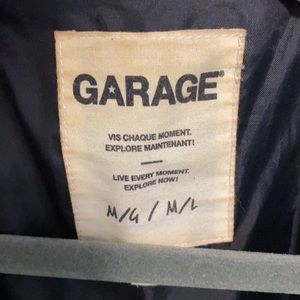 GARAGE®
VIS CHAQUE MOMENT.
EXPLORE MAINTENANT!
LIVE EVERY MOMENT.
EXPLORE NOW!
M/G / M/L